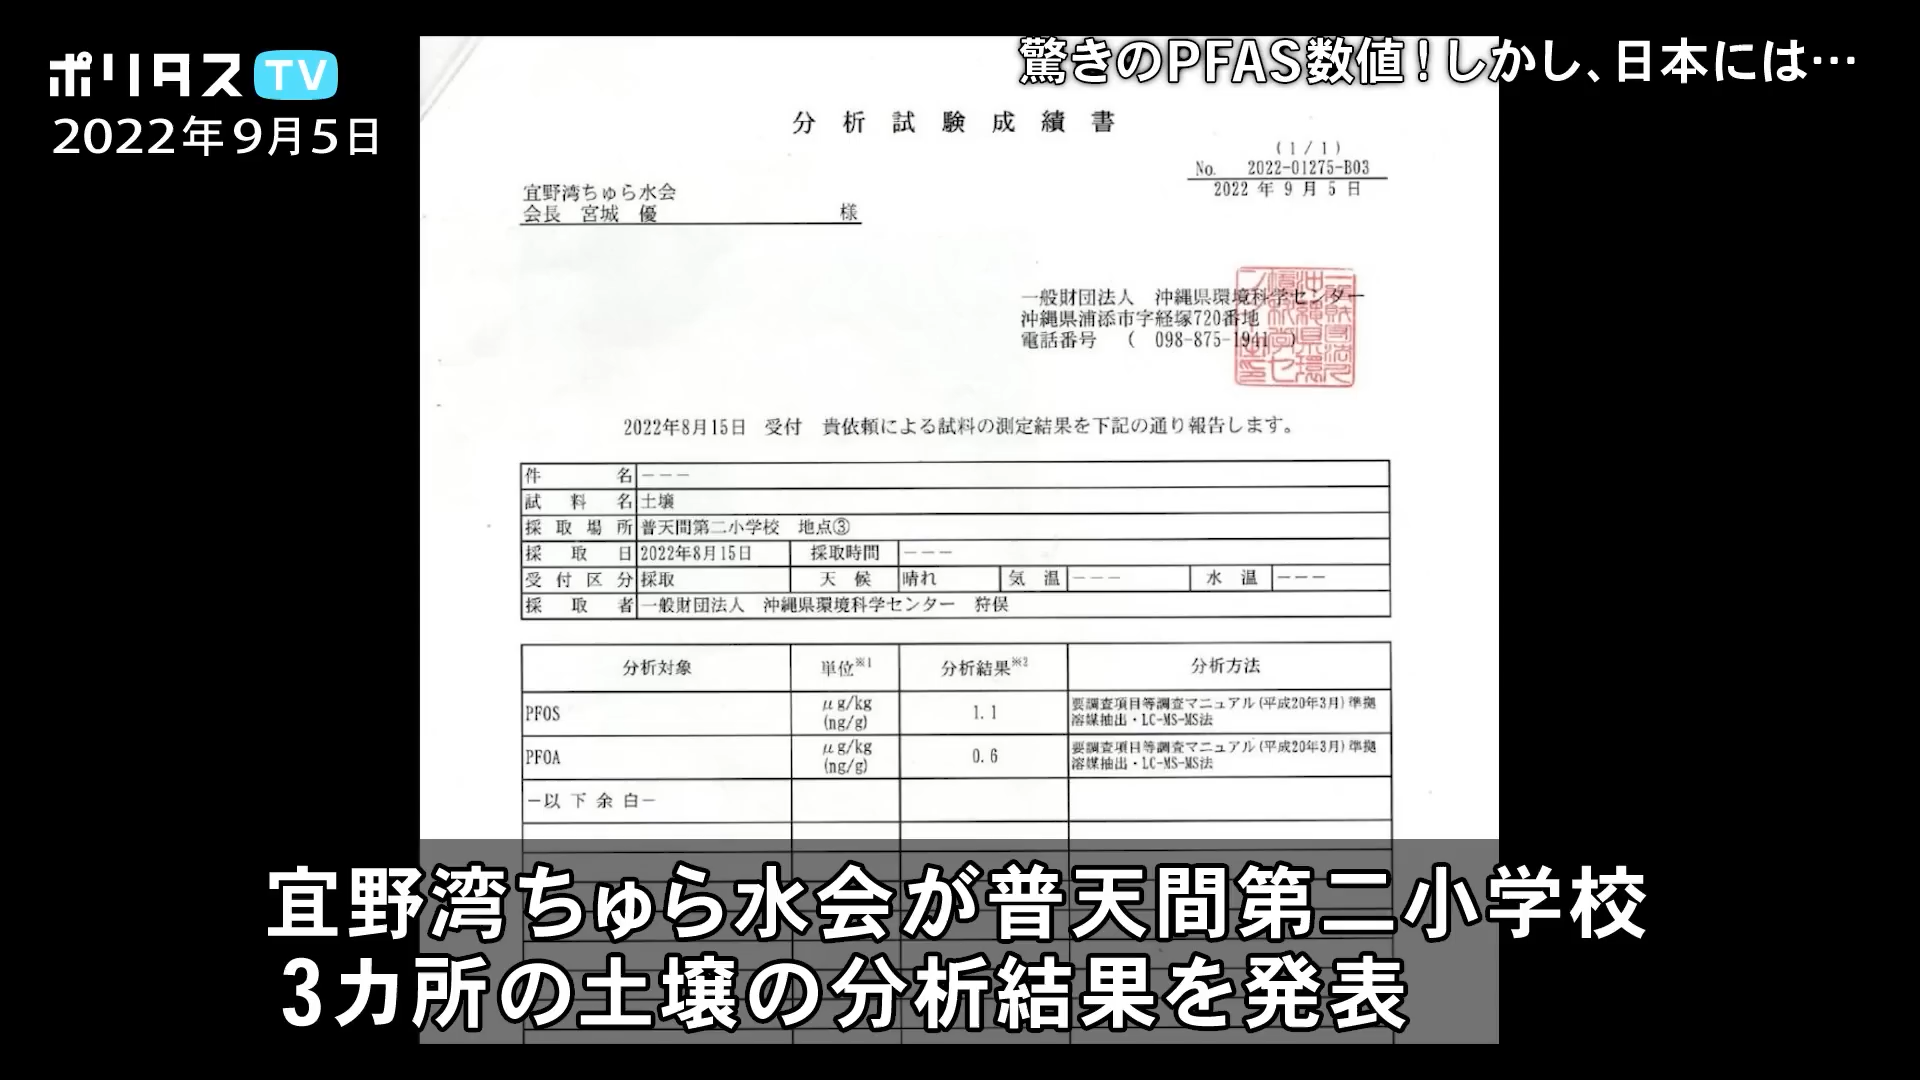 ポリタスTV
2022年9月5日
驚きのPFAS数値！しかし、日本には…
分析試験成績書
(1/1)
No. 2022-01275-B03
2022年9月5日
宜野湾ちゅら水会
会長 宮城 優 様
一般財団法人 沖縄県環境科学センター
沖縄県浦添市字経塚720番地
電話番号 ( 098-875-1941 )
2022年8月15日 受付 貴依頼による試料の測定結果を下記の通り報告します。
件名 ---
試料名 土壌
採取場所 普天間第二小学校 地点③
採取日 2022年8月15日 採取時間 ---
受付区分 採取 天候 晴れ 気温 --- 水温 ---
採取者 一般財団法人 沖縄県環境科学センター 狩俣
分析対象 単位※1 分析結果※2 分析方法
PFOS μg/kg (ng/g) 1.1 要調査項目等調査マニュアル(平成20年3月)準拠
溶媒抽出・LC-MS-MS法
PFOA μg/kg (ng/g) 0.6 要調査項目等調査マニュアル(平成20年3月)準拠
溶媒抽出・LC-MS-MS法
－以下余白－
宜野湾ちゅら水会が普天間第二小学校
3カ所の土壌の分析結果を発表